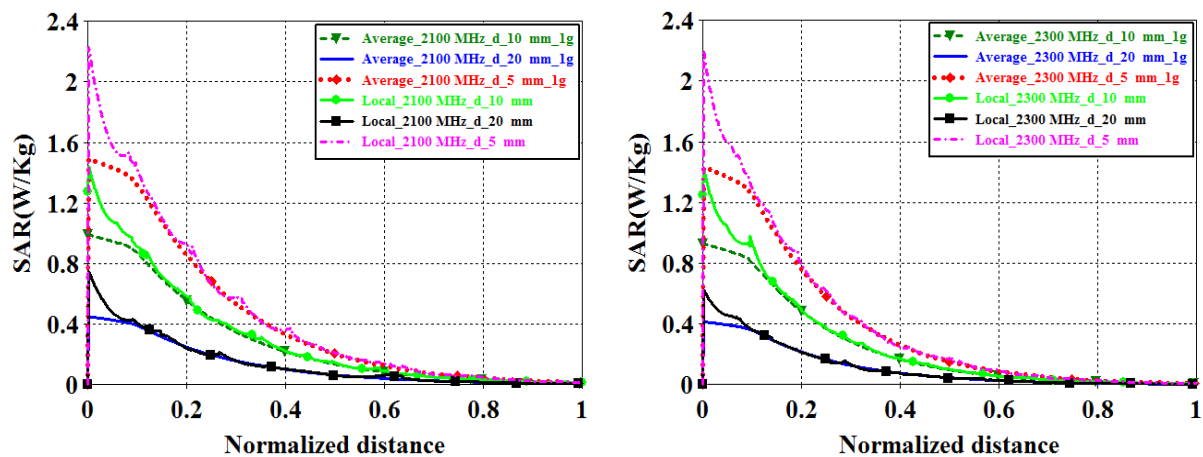 2.4
2
1.6
1.2
0.8
0.4
0
SAR(W/Kg)
Average_2100 MHz_d_10 mm_1g
Average_2100 MHz_d_20 mm_1g
Average_2100 MHz_d_5 mm_1g
Local_2100 MHz_d_10 mm
Local_2100 MHz_d_20 mm
Local_2100 MHz_d_5 mm
0 0.2 0.4 0.6 0.8 1
Normalized distance
2.4
2
1.6
1.2
0.8
0.4
0
SAR(W/Kg)
Average_2300 MHz_d_10 mm_1g
Average_2300 MHz_d_20 mm_1g
Average_2300 MHz_d_5 mm_1g
Local_2300 MHz_d_10 mm
Local_2300 MHz_d_20 mm
Local_2300 MHz_d_5 mm
0 0.2 0.4 0.6 0.8 1
Normalized distance